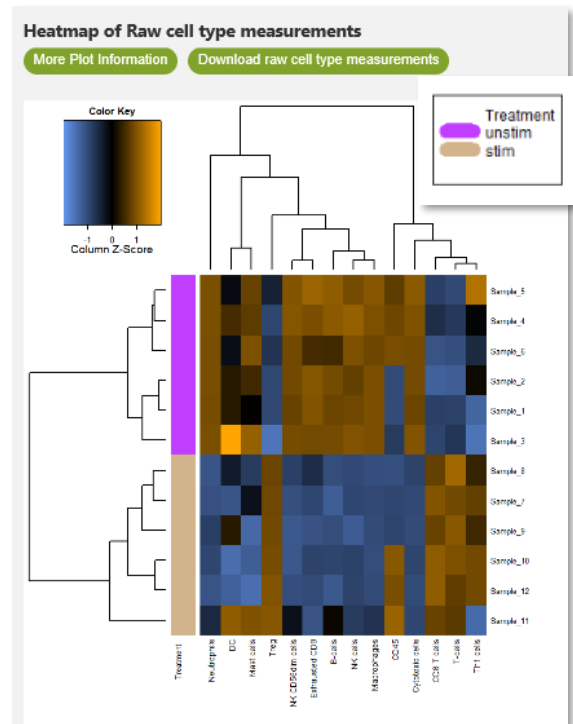 Heatmap of Raw cell type measurements
More Plot Information
Download raw cell type measurements
Color Key
-1 0 1
Column Z-Score
Treatment
unstim
stim
Sample_5
Sample_4
Sample_6
Sample_2
Sample_1
Sample_3
Sample_8
Sample_7
Sample_9
Sample_10
Sample_12
Sample_11
Treatment
Neutrophils
DC
Mast cells
Treg
NK CD56dim cells
Exhausted CD8
B-cells
NK cells
Macrophages
CD45
Cytotoxic cells
CD8 T cells
T-cells
Th1 cells